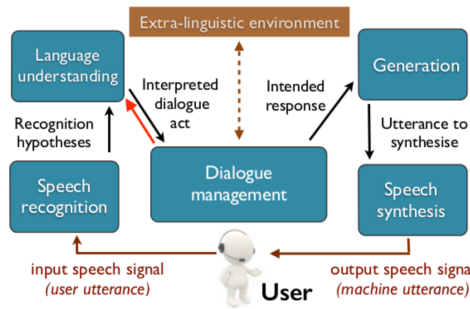 Extra-linguistic environment
Language
understanding
Interpreted
dialogue
act
Intended
response
Generation
Recognition
hypotheses
Utterance to
synthesise
Speech
recognition
Dialogue
management
Speech
synthesis
input speech signal
(user utterance)
User
output speech signa
(machine utterance)